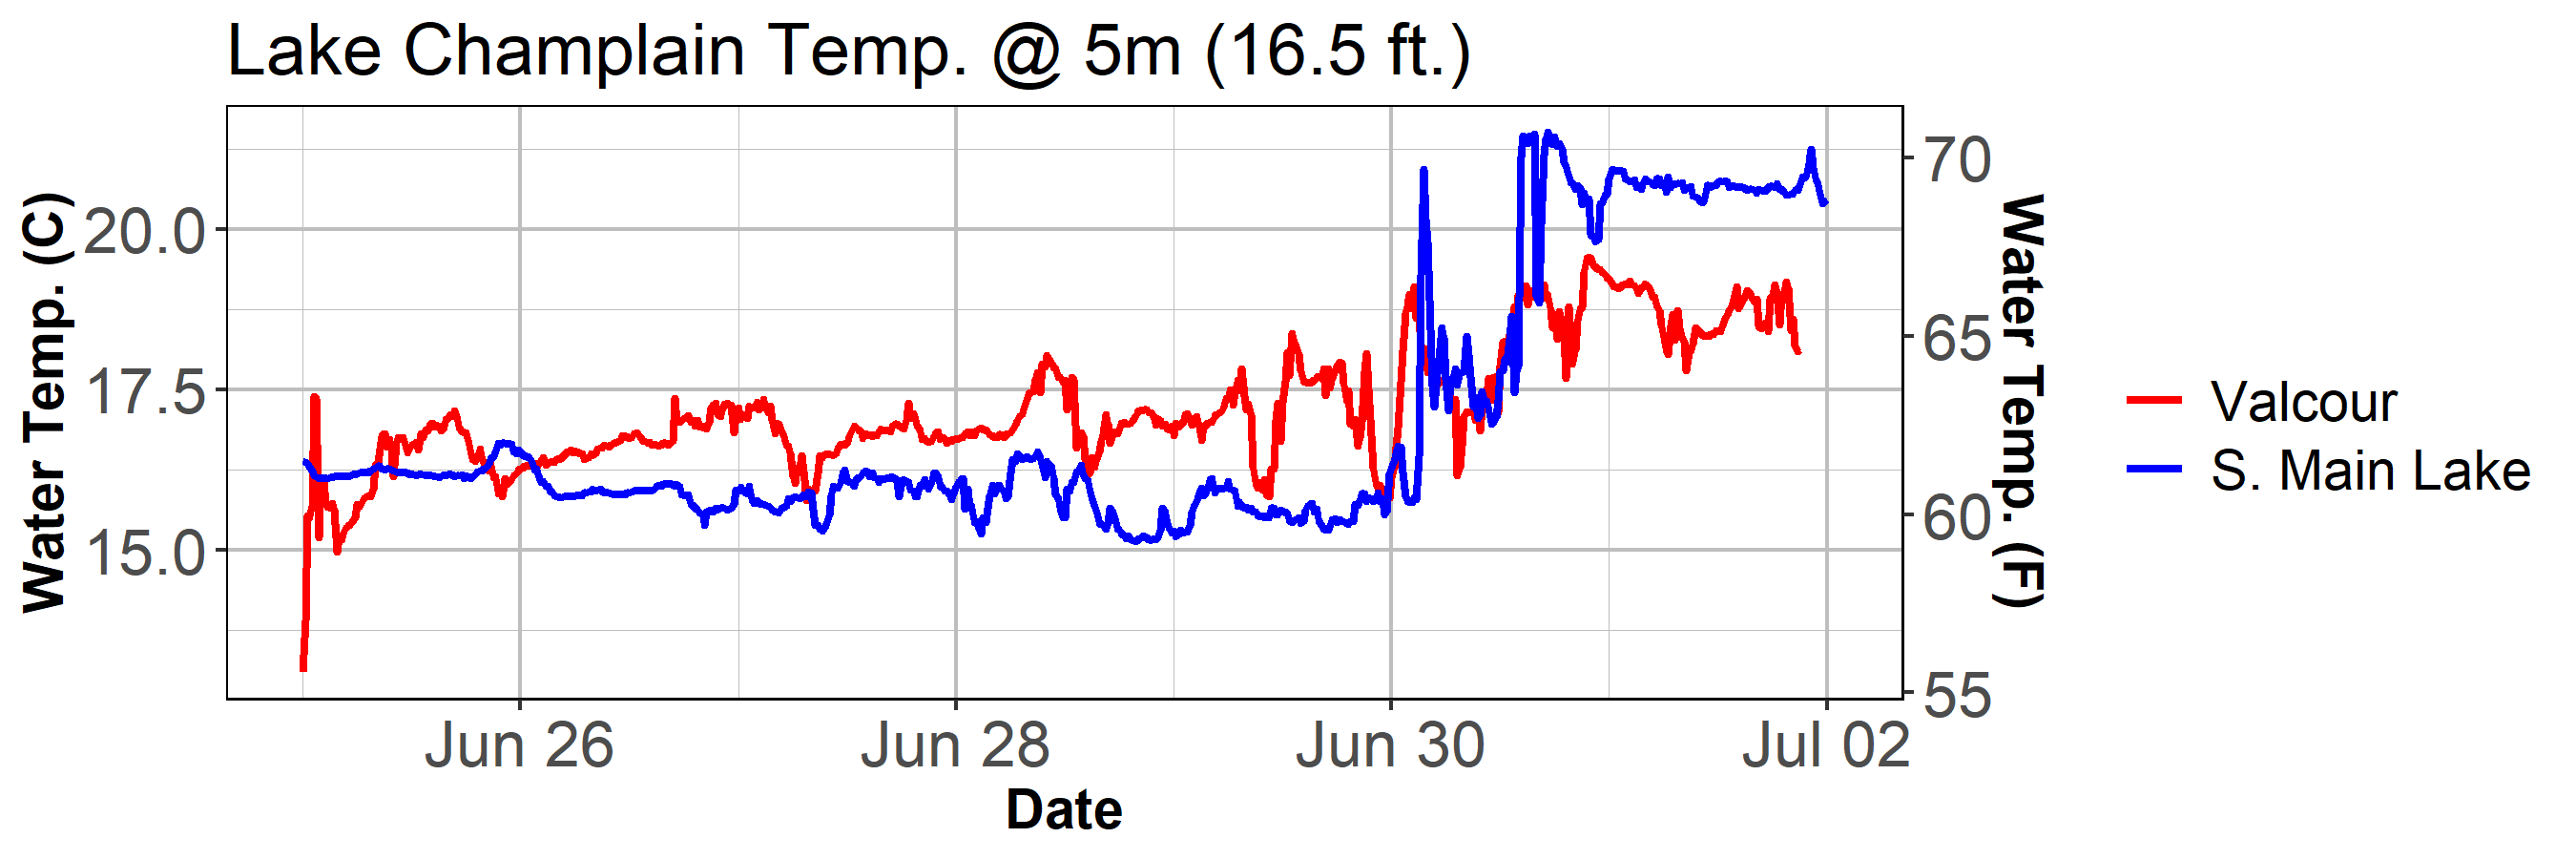 Lake Champlain Temp. @ 5m (16.5 ft.)
Water Temp. (C)
20.0
17.5
15.0
70
65
60
55
Water Temp. (F)
Jun 26
Jun 28
Jun 30
Jul 02
Date
Valcour
S. Main Lake